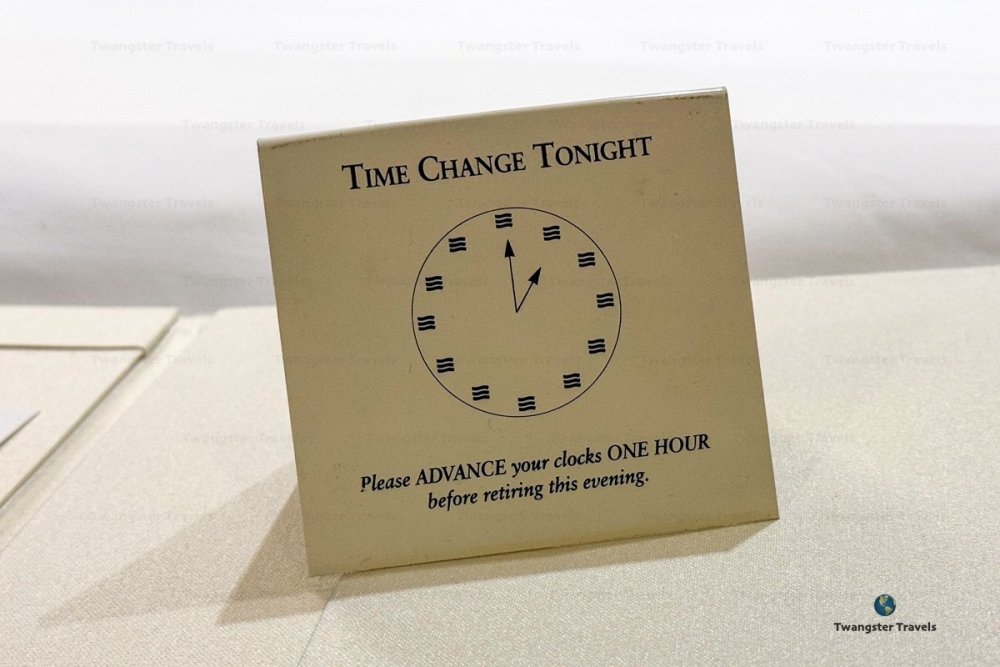 TIME CHANGE TONIGHT
Please ADVANCE your clocks ONE HOUR
before retiring this evening.
Twangster Travels